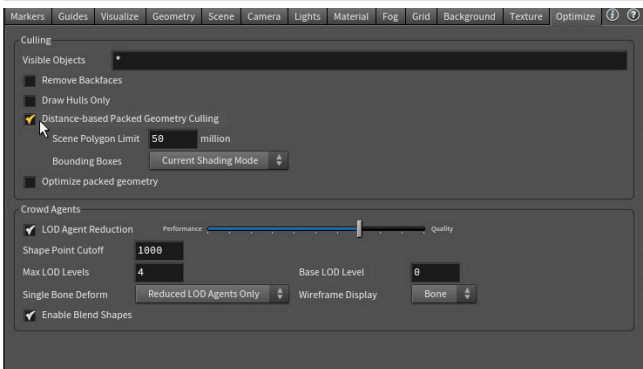 Markers Guides Visualize Geometry Scene Camera Lights Material Fog Grid Background Texture Optimize
Culling
Visible Objects *
Remove Backfaces
Draw Hulls Only
Distance-based Packed Geometry Culling
Scene Polygon Limit 50 million
Bounding Boxes Current Shading Mode
Optimize packed geometry
Crowd Agents
LOD Agent Reduction Performance Quality
Shape Point Cutoff 1000
Max LOD Levels 4 Base LOD Level 0
Single Bone Deform Reduced LOD Agents Only Wireframe Display Bone
Enable Blend Shapes